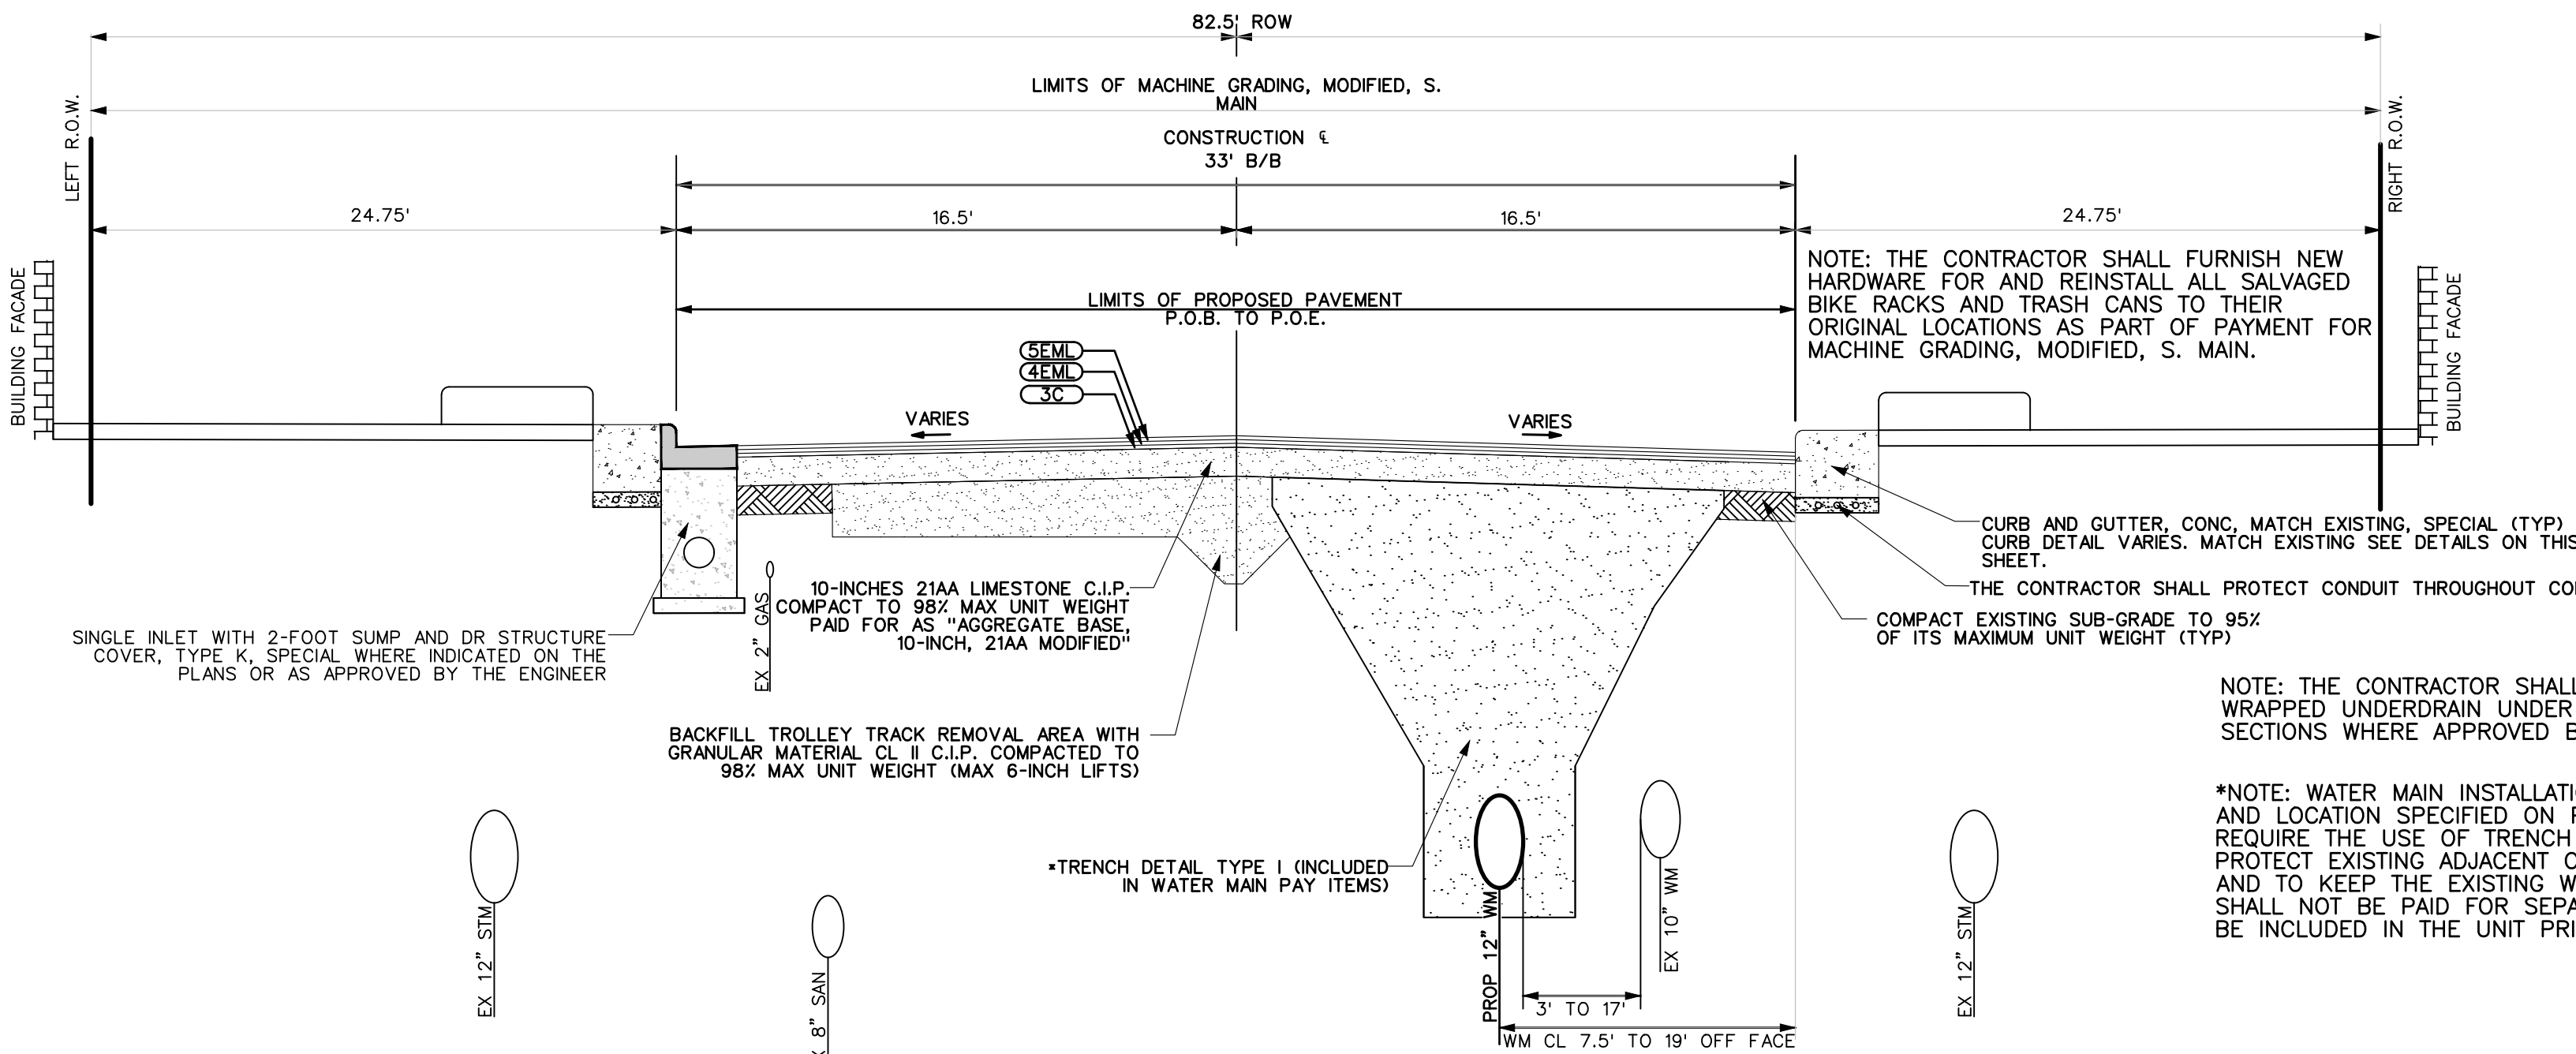 82.5' ROW
LIMITS OF MACHINE GRADING, MODIFIED, S.
MAIN
CONSTRUCTION ℄
33' B/B
LEFT R.O.W.
RIGHT R.O.W.
24.75'
16.5'
16.5'
24.75'
BUILDING FACADE
BUILDING FACADE
NOTE: THE CONTRACTOR SHALL FURNISH NEW
HARDWARE FOR AND REINSTALL ALL SALVAGED
BIKE RACKS AND TRASH CANS TO THEIR
ORIGINAL LOCATIONS AS PART OF PAYMENT FOR
MACHINE GRADING, MODIFIED, S. MAIN.
LIMITS OF PROPOSED PAVEMENT
P.O.B. TO P.O.E.
5EML
4EML
3C
VARIES
VARIES
CURB AND GUTTER, CONC, MATCH EXISTING, SPECIAL (TYP)
CURB DETAIL VARIES. MATCH EXISTING SEE DETAILS ON THIS
SHEET.
THE CONTRACTOR SHALL PROTECT CONDUIT THROUGHOUT
COMPACT EXISTING SUB-GRADE TO 95%
OF ITS MAXIMUM UNIT WEIGHT (TYP)
10-INCHES 21AA LIMESTONE C.I.P.
COMPACT TO 98% MAX UNIT WEIGHT
PAID FOR AS "AGGREGATE BASE,
10-INCH, 21AA MODIFIED"
SINGLE INLET WITH 2-FOOT SUMP AND DR STRUCTURE
COVER, TYPE K, SPECIAL WHERE INDICATED ON THE
PLANS OR AS APPROVED BY THE ENGINEER
EX 2" GAS
BACKFILL TROLLEY TRACK REMOVAL AREA WITH
GRANULAR MATERIAL CL II C.I.P. COMPACTED TO
98% MAX UNIT WEIGHT (MAX 6-INCH LIFTS)
NOTE: THE CONTRACTOR SHALL
WRAPPED UNDERDRAIN UNDER
SECTIONS WHERE APPROVED
*NOTE: WATER MAIN
AND LOCATION SPECIFIED ON
REQUIRE THE USE OF TRENCH
PROTECT EXISTING ADJACENT
AND TO KEEP THE EXISTING
SHALL NOT BE PAID FOR
BE INCLUDED IN THE UNIT
*TRENCH DETAIL TYPE I (INCLUDED
IN WATER MAIN PAY ITEMS)
EX 12" STM
8" SAN
PROP 12" WM
EX 10" WM
EX 12" STM
3' TO 17'
WM CL 7.5' TO 19' OFF FACE